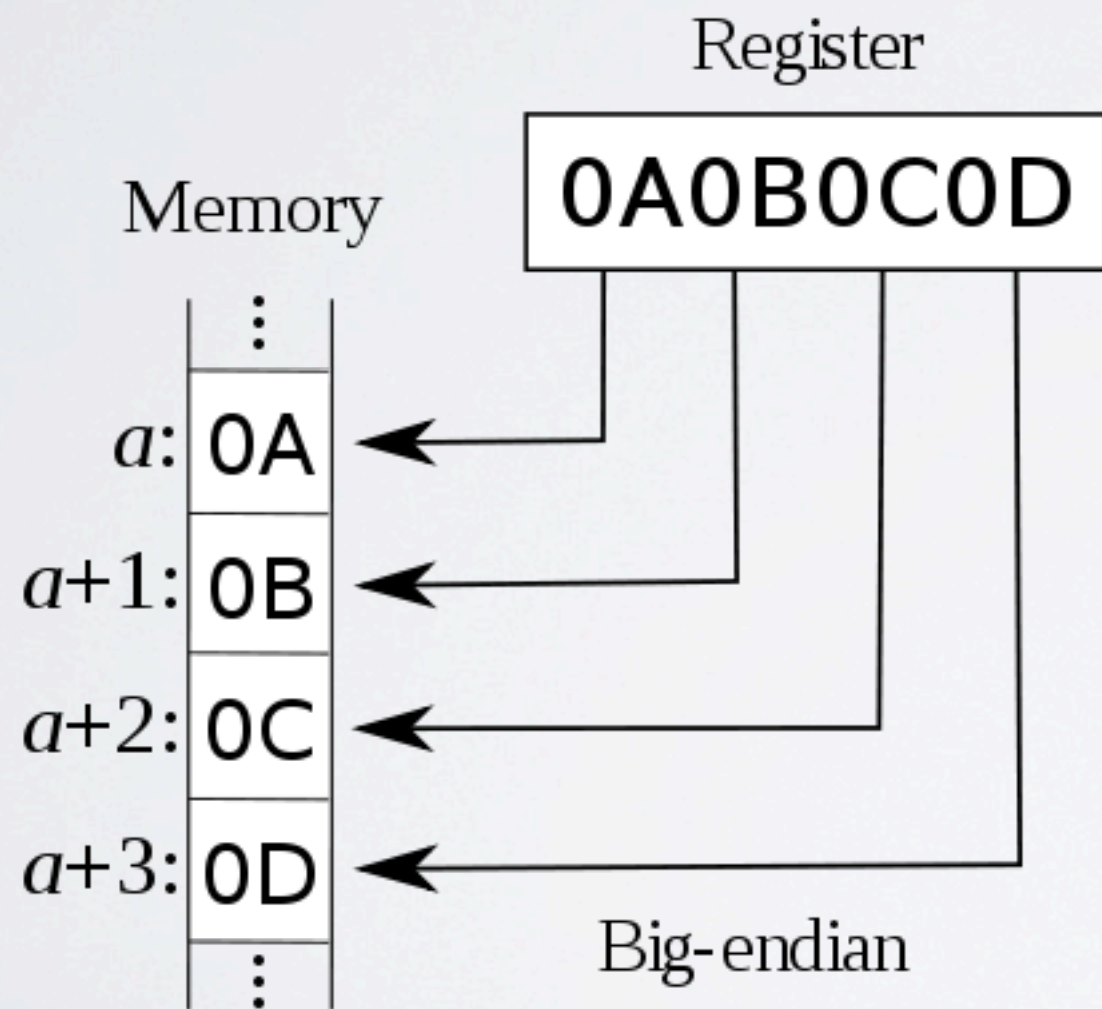 Register
0A0B0C0D
Memory
a: 0A
a+1: 0B
a+2: 0C
a+3: 0D
Big-endian